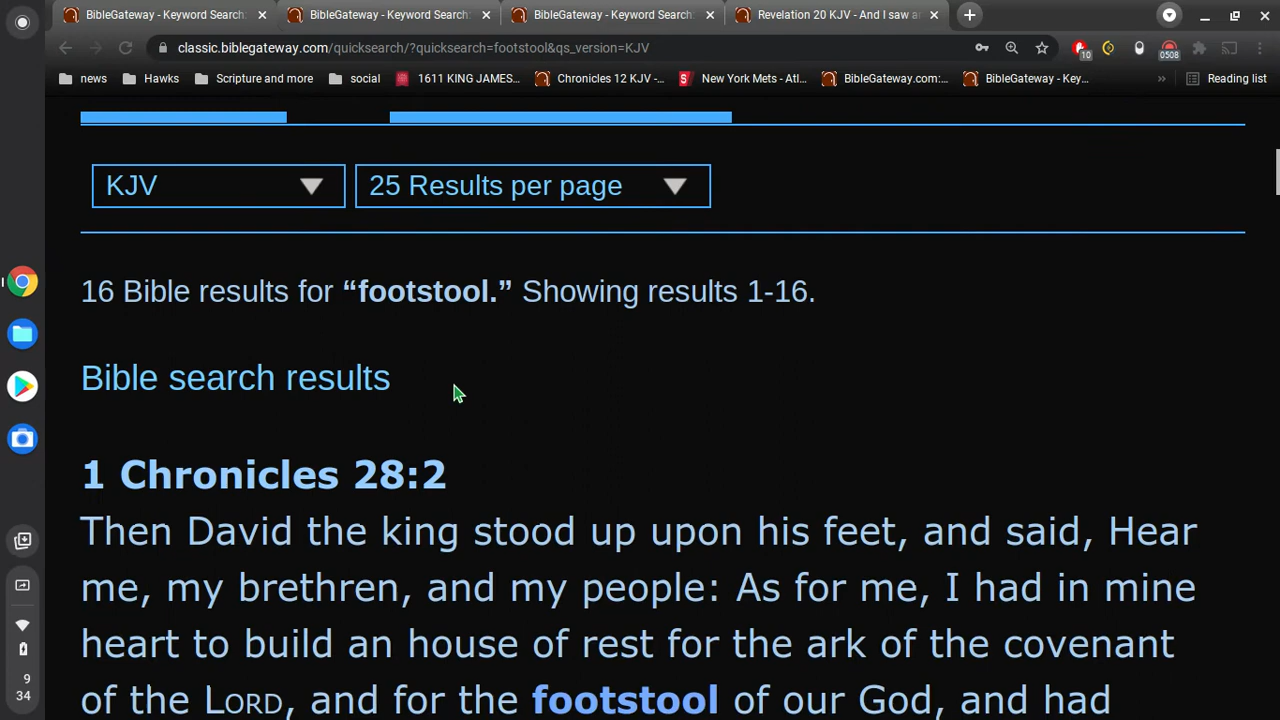 BibleGateway - Keyword Search:
BibleGateway - Keyword Search:
BibleGateway - Keyword Search:
Revelation 20 KJV - And I saw a
classic.biblegateway.com/quicksearch/?quicksearch=footstool&qs_version=KJV
10
0508
news
Hawks
Scripture and more
social
1611 KING JAMES...
Chronicles 12 KJV -...
New York Mets - Atl...
BibleGateway.com:...
BibleGateway - Key...
»
Reading list
KJV
25 Results per page
16 Bible results for “footstool.” Showing results 1-16.
Bible search results
1 Chronicles 28:2
Then David the king stood up upon his feet, and said, Hear
me, my brethren, and my people: As for me, I had in mine
heart to build an house of rest for the ark of the covenant
of the LORD, and for the footstool of our God, and had
9
34